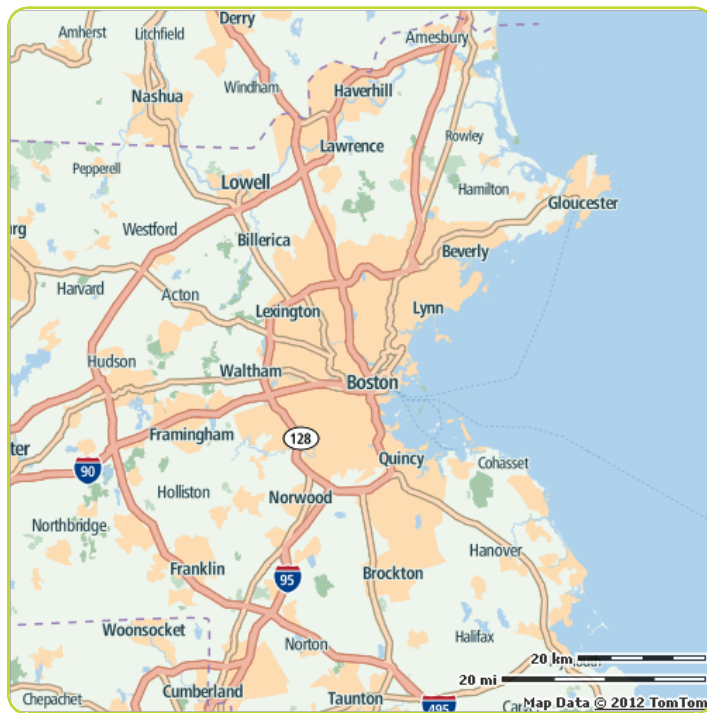 Derry
Amherst
Litchfield
Amesbury
Windham
Nashua
Haverhill
Rowley
Lawrence
Pepperell
Lowell
Hamilton
Gloucester
Westford
Billerica
Beverly
Harvard
Acton
Lexington
Lynn
Hudson
Waltham
Boston
Framingham
128
Quincy
Cohasset
90
Holliston
Norwood
Northbridge
Hanover
Franklin
95
Brockton
Woonsocket
Norton
Halifax
20 km
20 mi
Chepachet
Cumberland
Taunton
495
Map Data © 2012 TomTom